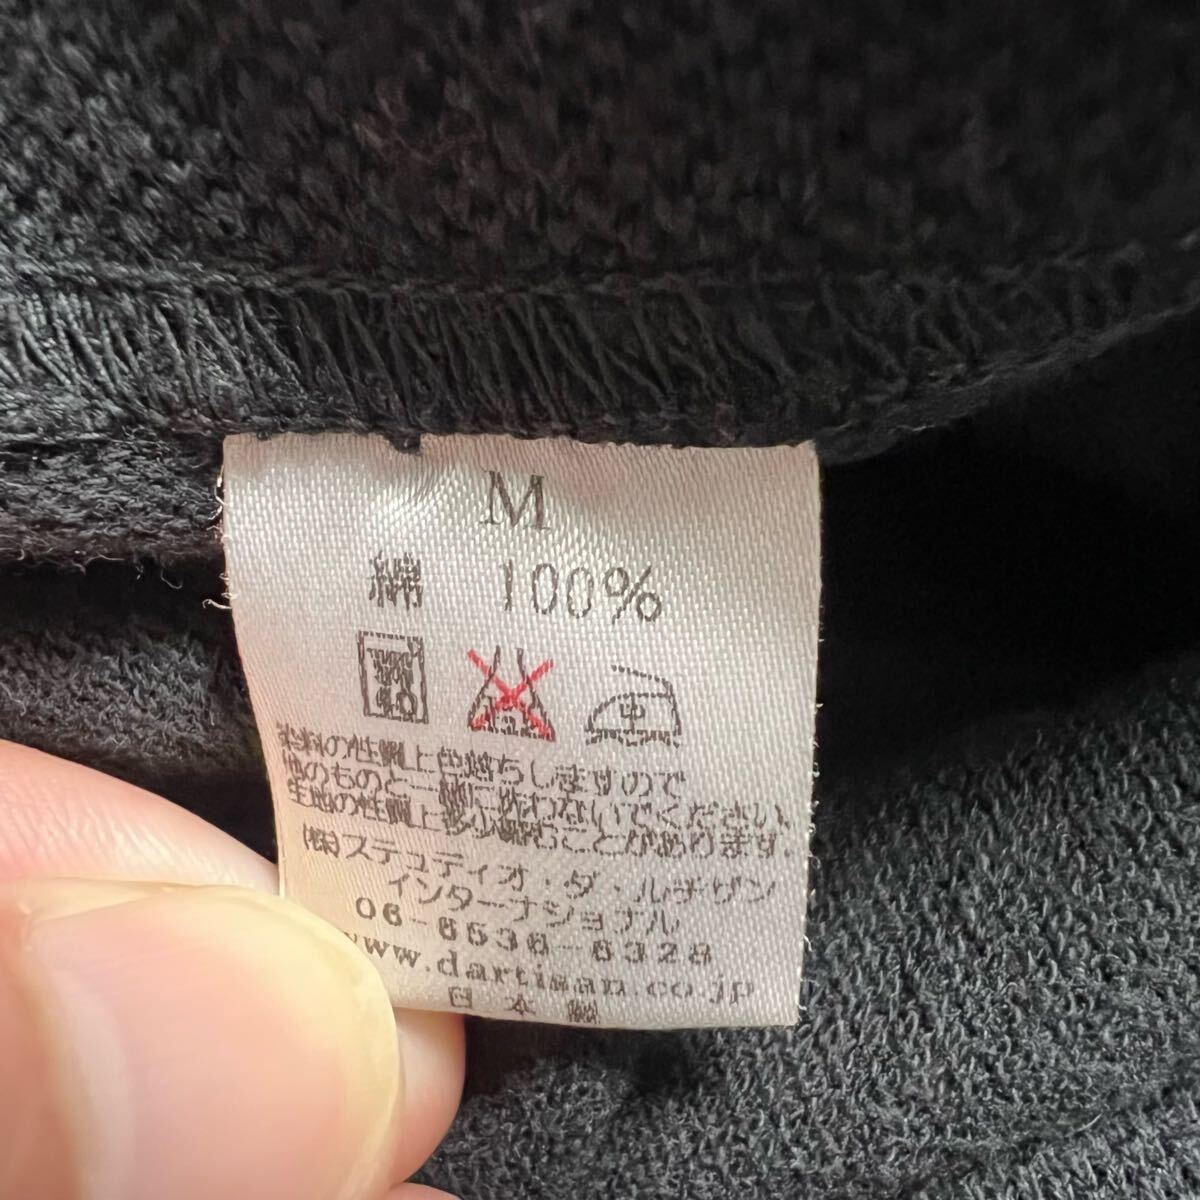 M
綿 100%
40
中
染料の性質上色落ちしますので
他のものと一緒に洗わないでください
生地の性質上多少縮むことがあります。
(株)ステュディオ・ダ・ルチザン
インターナショナル
06-6536-6328
www.dartisan.co.jp
日本製